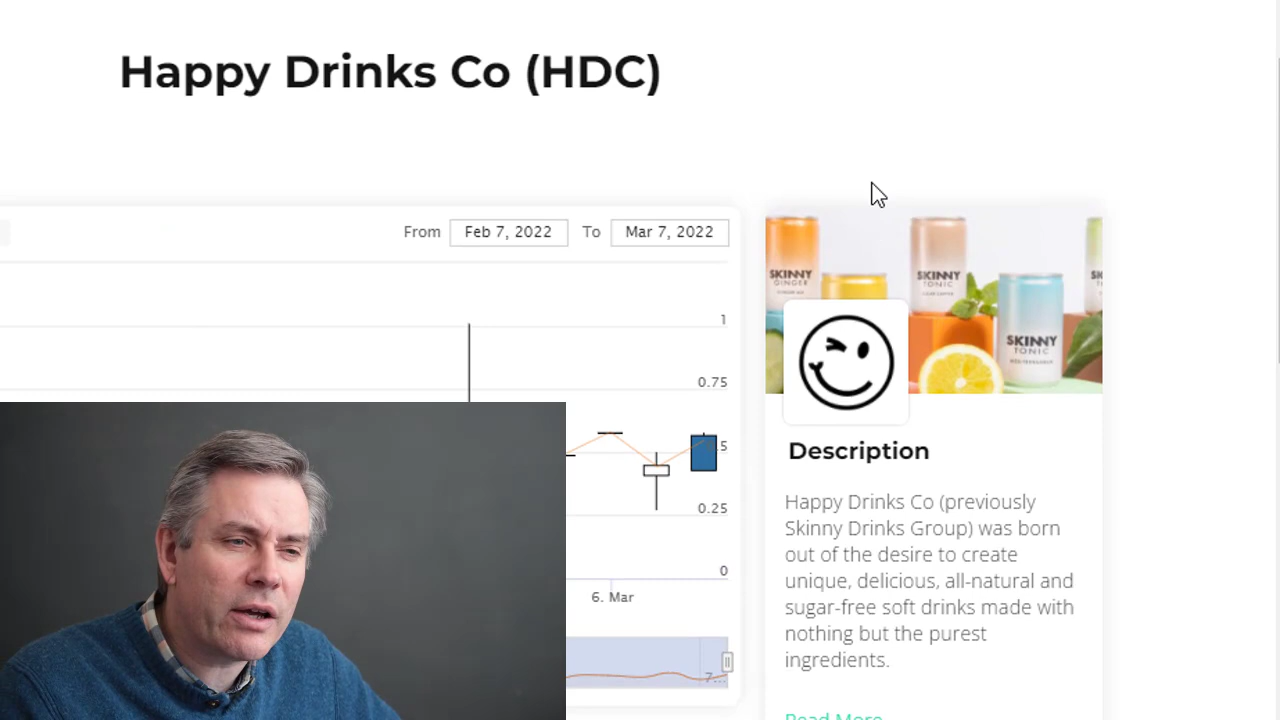 Happy Drinks Co (HDC)
From Feb 7, 2022 To Mar 7, 2022
1
0.75
0.25
0
6. Mar
SKINNY
GINGER
SKINNY
TONIC
SKINNY
TONIC
Description
Happy Drinks Co (previously
Skinny Drinks Group) was born
out of the desire to create
unique, delicious, all-natural and
sugar-free soft drinks made with
nothing but the purest
ingredients.
Read More